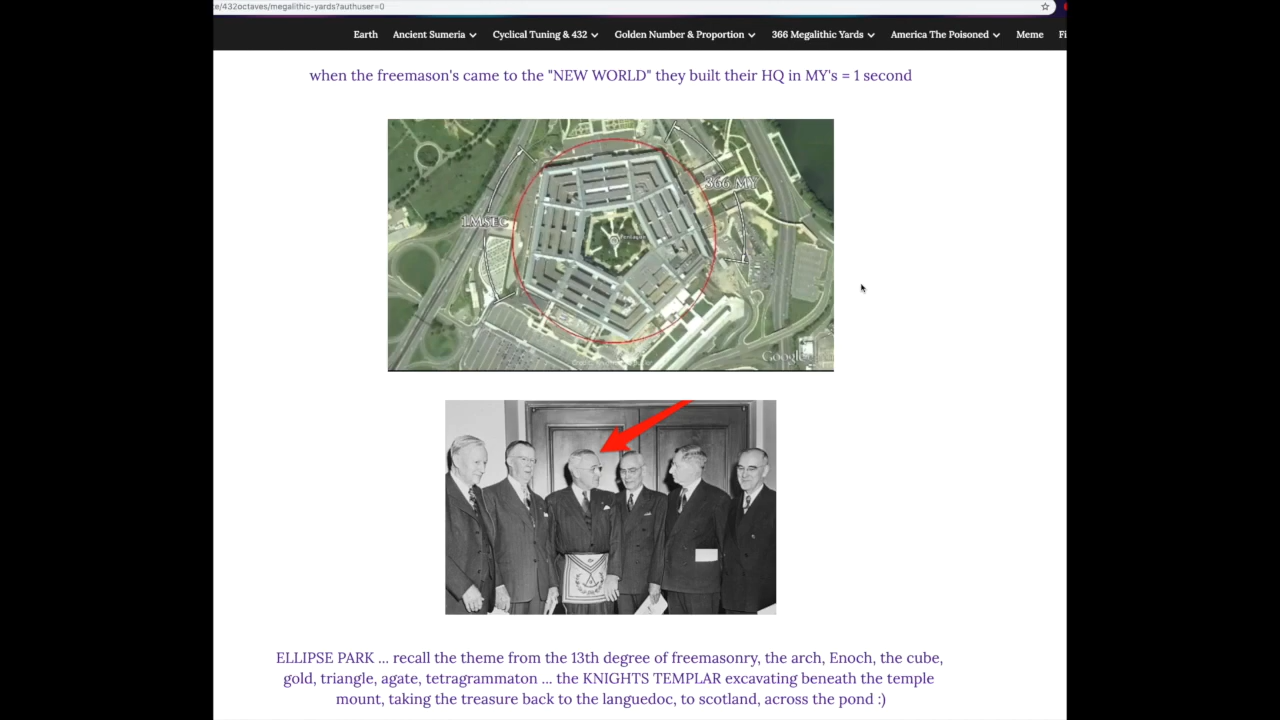 e/432octaves/megalithic-yards?authuser=0
Earth Ancient Sumeria Cyclical Tuning & 432 Golden Number & Proportion 366 Megalithic Yards America The Poisoned Meme Fi
when the freemason's came to the "NEW WORLD" they built their HQ in MY's = 1 second
366 MY
1 M SEC
Pentagon
Google
ELLIPSE PARK ... recall the theme from the 13th degree of freemasonry, the arch, Enoch, the cube,
gold, triangle, agate, tetragrammaton ... the KNIGHTS TEMPLAR excavating beneath the temple
mount, taking the treasure back to the languedoc, to scotland, across the pond :)